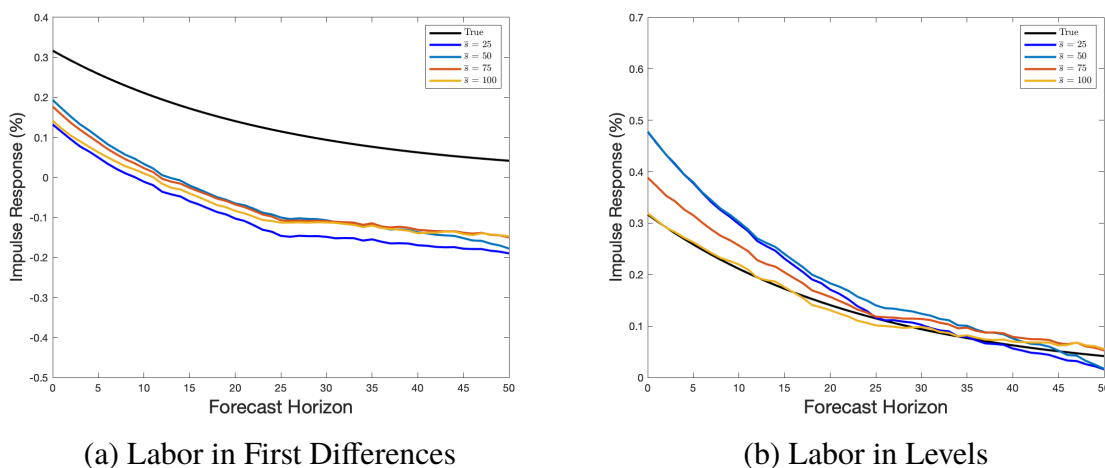 0.4
0.3
0.2
0.1
0
-0.1
-0.2
-0.3
-0.4
-0.5
Impulse Response (%)
0 5 10 15 20 25 30 35 40 45 50
Forecast Horizon
True
s̄ = 25
s̄ = 50
s̄ = 75
s̄ = 100
(a) Labor in First Differences
0.7
0.6
0.5
0.4
0.3
0.2
0.1
0
Impulse Response (%)
0 5 10 15 20 25 30 35 40 45 50
Forecast Horizon
True
s̄ = 25
s̄ = 50
s̄ = 75
s̄ = 100
(b) Labor in Levels